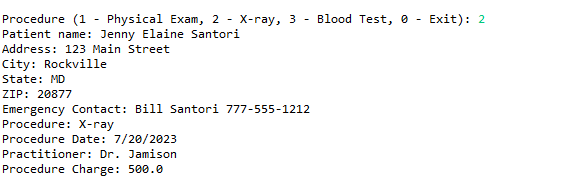 Procedure (1 - Physical Exam, 2 - X-ray, 3 - Blood Test, 0 - Exit): 2
Patient name: Jenny Elaine Santori
Address: 123 Main Street
City: Rockville
State: MD
ZIP: 20877
Emergency Contact: Bill Santori 777-555-1212
Procedure: X-ray
Procedure Date: 7/20/2023
Practitioner: Dr. Jamison
Procedure Charge: 500.0